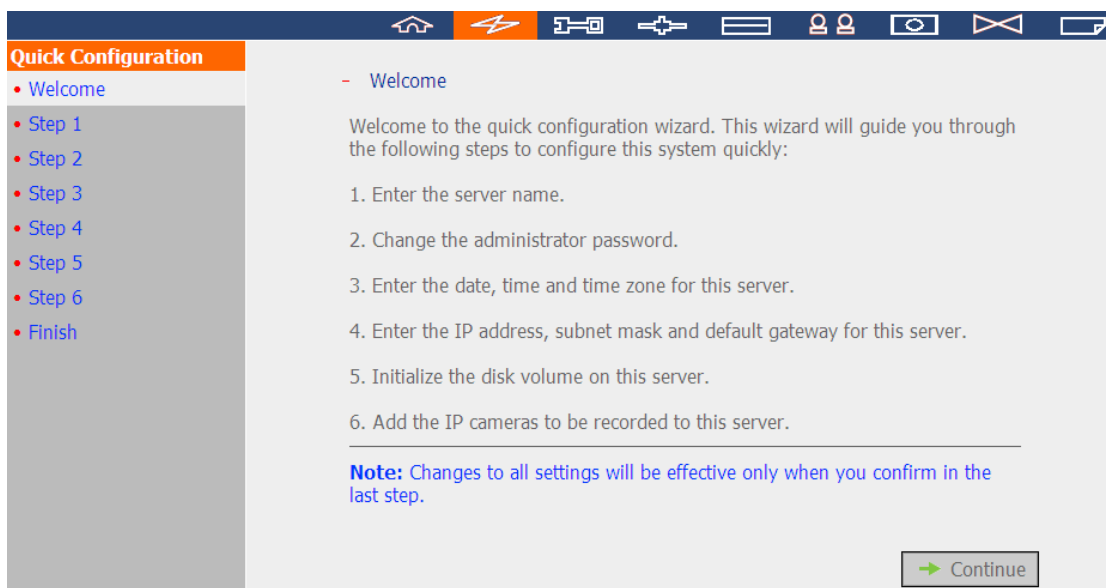 Quick Configuration
• Welcome
• Step 1
• Step 2
• Step 3
• Step 4
• Step 5
• Step 6
• Finish
- Welcome
Welcome to the quick configuration wizard. This wizard will guide you through
the following steps to configure this system quickly:
1. Enter the server name.
2. Change the administrator password.
3. Enter the date, time and time zone for this server.
4. Enter the IP address, subnet mask and default gateway for this server.
5. Initialize the disk volume on this server.
6. Add the IP cameras to be recorded to this server.
Note: Changes to all settings will be effective only when you confirm in the
last step.
Continue